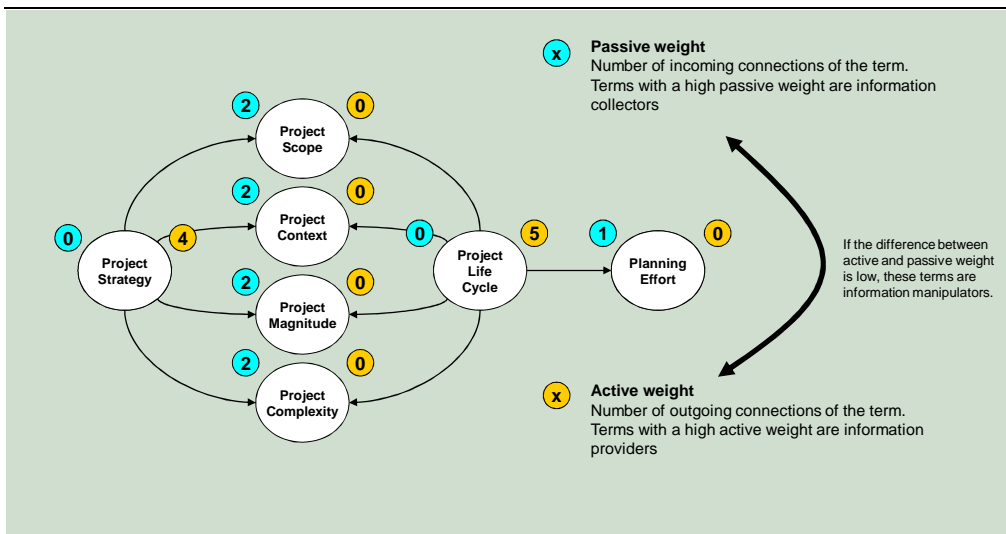 x
Passive weight
Number of incoming connections of the term.
Terms with a high passive weight are information
collectors
2
0
Project
Scope
2
0
Project
Context
0
4
Project
Strategy
0
5
Project
Life
Cycle
1
0
Planning
Effort
2
0
Project
Magnitude
2
0
Project
Complexity
If the difference between
active and passive weight
is low, these terms are
information manipulators.
x
Active weight
Number of outgoing connections of the term.
Terms with a high active weight are information
providers